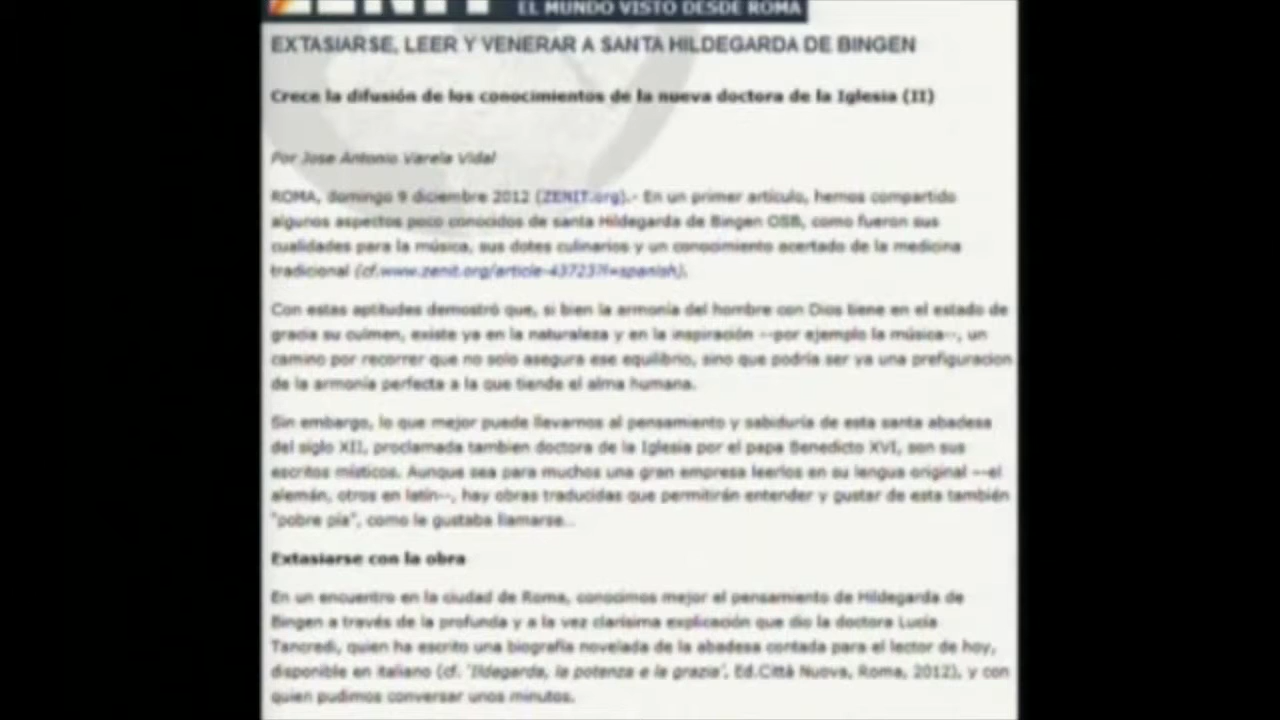 ZENIT
EL MUNDO VISTO DESDE ROMA
EXTASIARSE, LEER Y VENERAR A SANTA HILDEGARDA DE BINGEN
Crece la difusión de los conocimientos de la nueva doctora de la Iglesia (II)
Por Jose Antonio Varela Vidal
ROMA, domingo 9 diciembre 2012 (ZENIT.org).- En un primer artículo, hemos compartido
algunos aspectos poco conocidos de santa Hildegarda de Bingen OSB, como fueron sus
cualidades para la música, sus dotes culinarios y un conocimiento acertado de la medicina
tradicional (cf.www.zenit.org/article-43723?l=spanish).
Con estas aptitudes demostró que, si bien la armonía del hombre con Dios tiene en el estado de
gracia su culmen, existe ya en la naturaleza y en la inspiración --por ejemplo la música--, un
camino por recorrer que no solo asegura ese equilibrio, sino que podría ser ya una prefiguracion
de la armonía perfecta a la que tiende el alma humana.
Sin embargo, lo que mejor puede llevarnos al pensamiento y sabiduría de esta santa abadesa
del siglo XII, proclamada tambien doctora de la Iglesia por el papa Benedicto XVI, son sus
escritos místicos. Aunque sea para muchos una gran empresa leerlos en su lengua original --el
alemán, otros en latín--, hay obras traducidas que permitirán entender y gustar de esta también
"pobre pía", como le gustaba llamarse..
Extasiarse con la obra
En un encuentro en la ciudad de Roma, conocimos mejor el pensamiento de Hildegarda de
Bingen a través de la profunda y a la vez clarísima explicación que dio la doctora Lucia
Tancredi, quien ha escrito una biografía novelada de la abadesa contada para el lector de hoy,
disponible en italiano (cf. 'Ildegarda, la potenza e la grazia', Ed.Città Nuova, Roma, 2012), y con
quien pudimos conversar unos minutos.